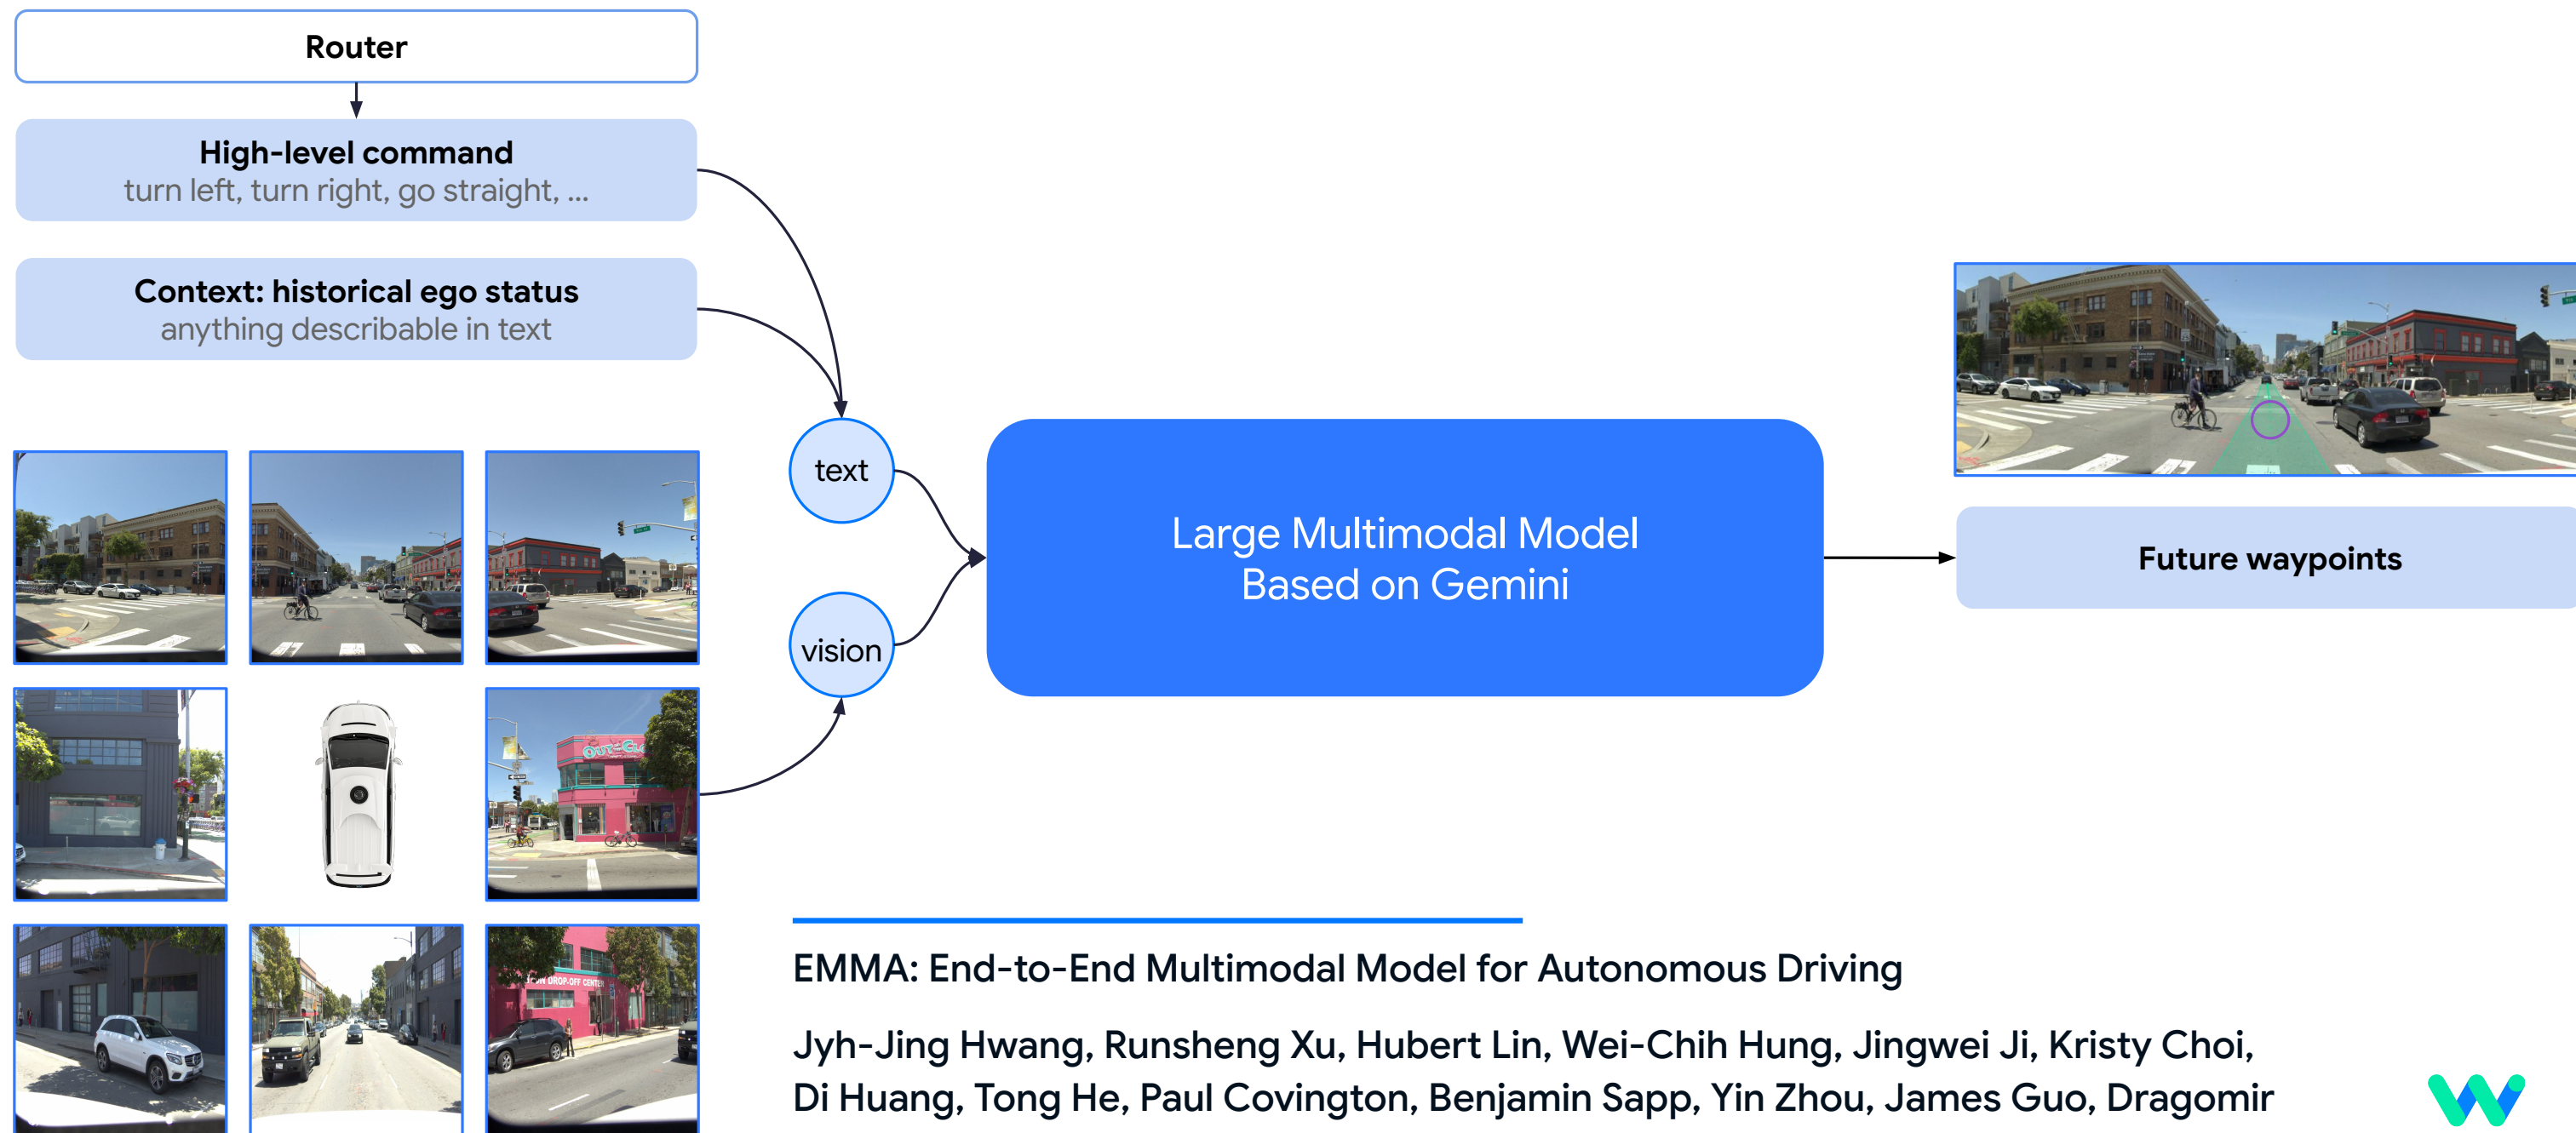 Router
High-level command
turn left, turn right, go straight, ...
Context: historical ego status
anything describable in text
text
vision
Large Multimodal Model
Based on Gemini
Future waypoints
DROP-OFF CENTER
EMMA: End-to-End Multimodal Model for Autonomous Driving
Jyh-Jing Hwang, Runsheng Xu, Hubert Lin, Wei-Chih Hung, Jingwei Ji, Kristy Choi,
Di Huang, Tong He, Paul Covington, Benjamin Sapp, Yin Zhou, James Guo, Dragomir